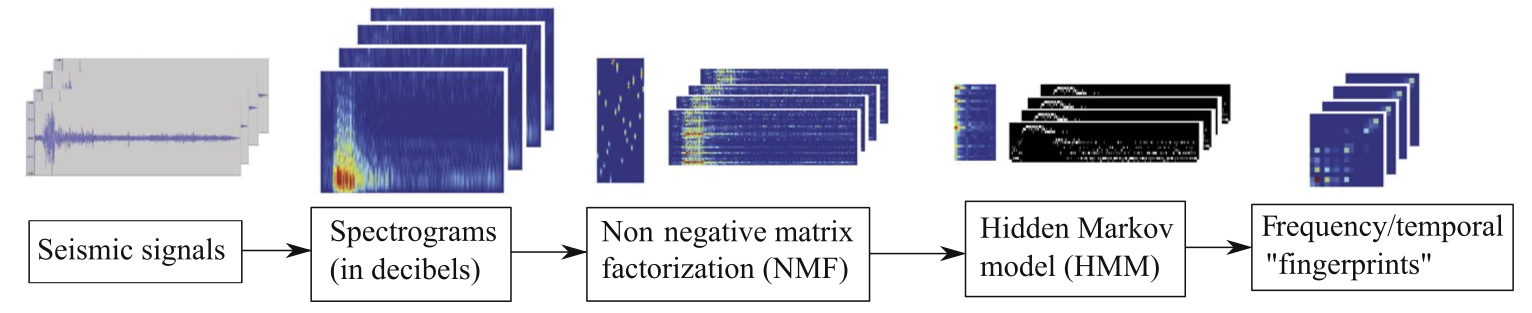 Seismic signals
Spectrograms
(in decibels)
Non negative matrix
factorization (NMF)
Hidden Markov
model (HMM)
Frequency/temporal
"fingerprints"